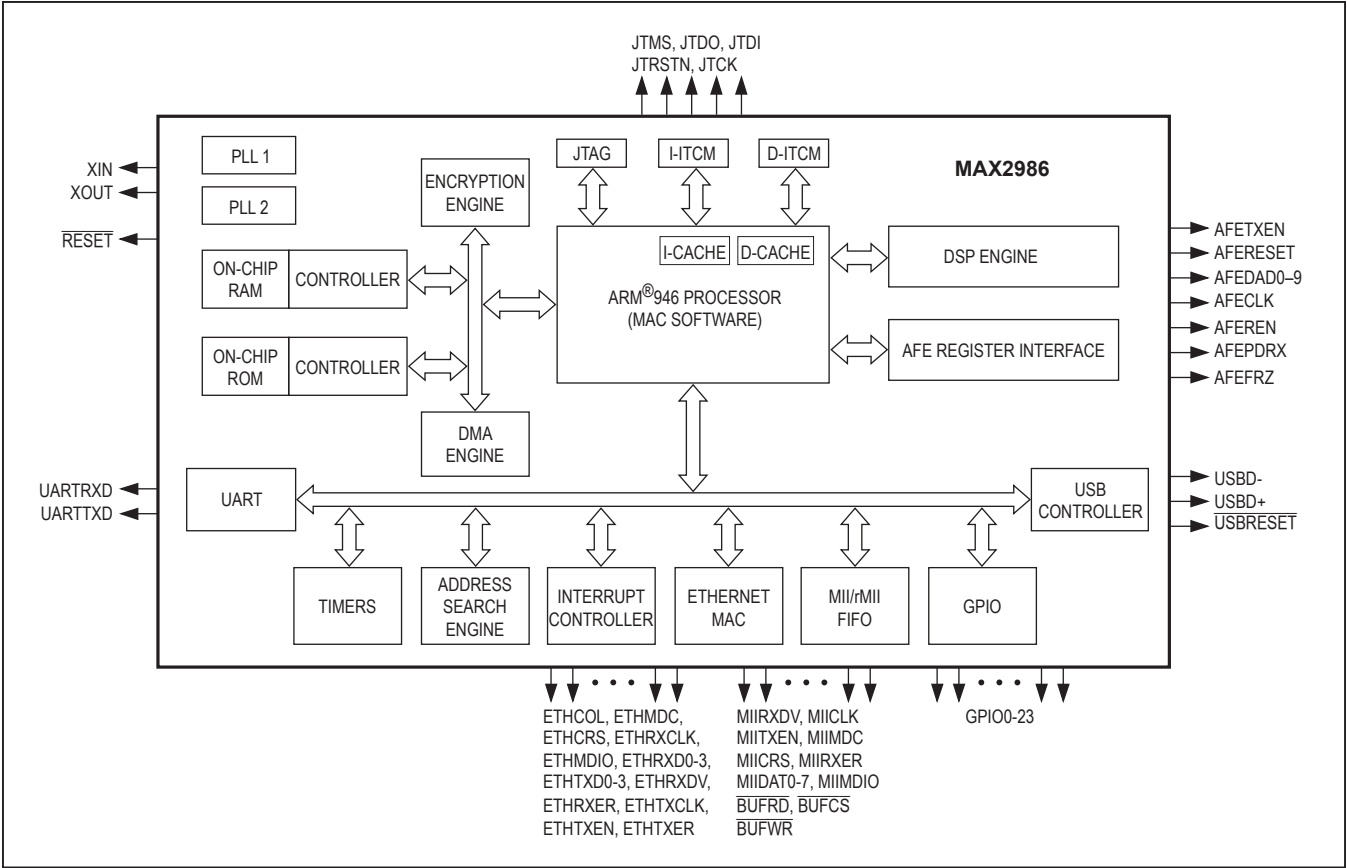 JTMS, JTDO, JTDI
JTRSTN, JTCK
XIN
XOUT
RESET
PLL 1
PLL 2
ENCRYPTION
ENGINE
JTAG
I-ITCM
D-ITCM
MAX2986
ON-CHIP
RAM
CONTROLLER
I-CACHE
D-CACHE
ARM®946 PROCESSOR
(MAC SOFTWARE)
DSP ENGINE
AFE REGISTER INTERFACE
AFETXEN
AFERESET
AFEDAD0–9
AFECLK
AFEREN
AFEPDRX
AFEFRZ
ON-CHIP
ROM
CONTROLLER
DMA
ENGINE
UARTRXD
UARTTXD
UART
USB
CONTROLLER
USBD-
USBD+
USBRESET
TIMERS
ADDRESS
SEARCH
ENGINE
INTERRUPT
CONTROLLER
ETHERNET
MAC
MII/rMII
FIFO
GPIO
ETHCOL, ETHMDC,
ETHCRS, ETHRXCLK,
ETHMDIO, ETHRXD0-3,
ETHTXD0-3, ETHRXDV,
ETHRXER, ETHTXCLK,
ETHTXEN, ETHTXER
MIIRXDV, MIICLK
MIITXEN, MIIMDC
MIICRS, MIIRXER
MIIDAT0-7, MIIMDIO
BUFRD, BUFCS
BUFWR
GPIO0-23